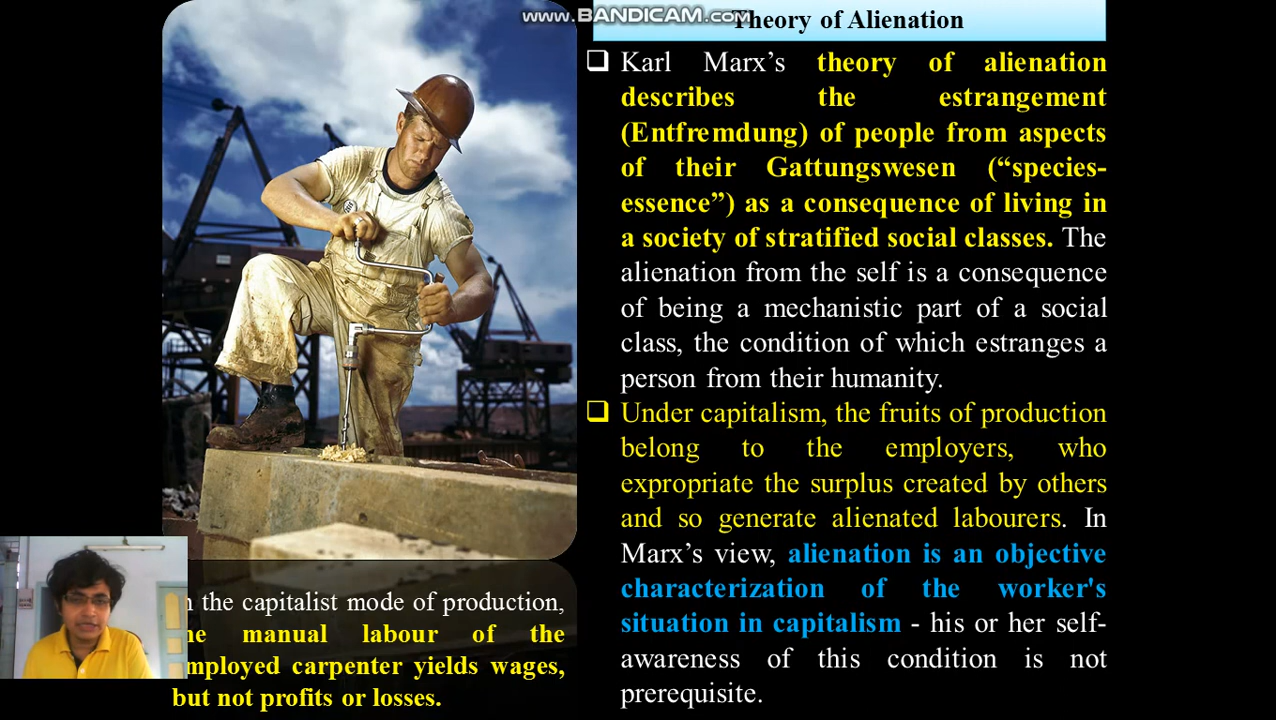 www.BANDICAM.com
Theory of Alienation
Karl Marx’s theory of alienation
describes the estrangement
(Entfremdung) of people from aspects
of their Gattungswesen (“species-
essence”) as a consequence of living in
a society of stratified social classes. The
alienation from the self is a consequence
of being a mechanistic part of a social
class, the condition of which estranges a
person from their humanity.
Under capitalism, the fruits of production
belong to the employers, who
expropriate the surplus created by others
and so generate alienated labourers. In
Marx’s view, alienation is an objective
characterization of the worker's
situation in capitalism - his or her self-
awareness of this condition is not
prerequisite.
the capitalist mode of production,
manual labour of the
carpenter yields wages,
but not profits or losses.